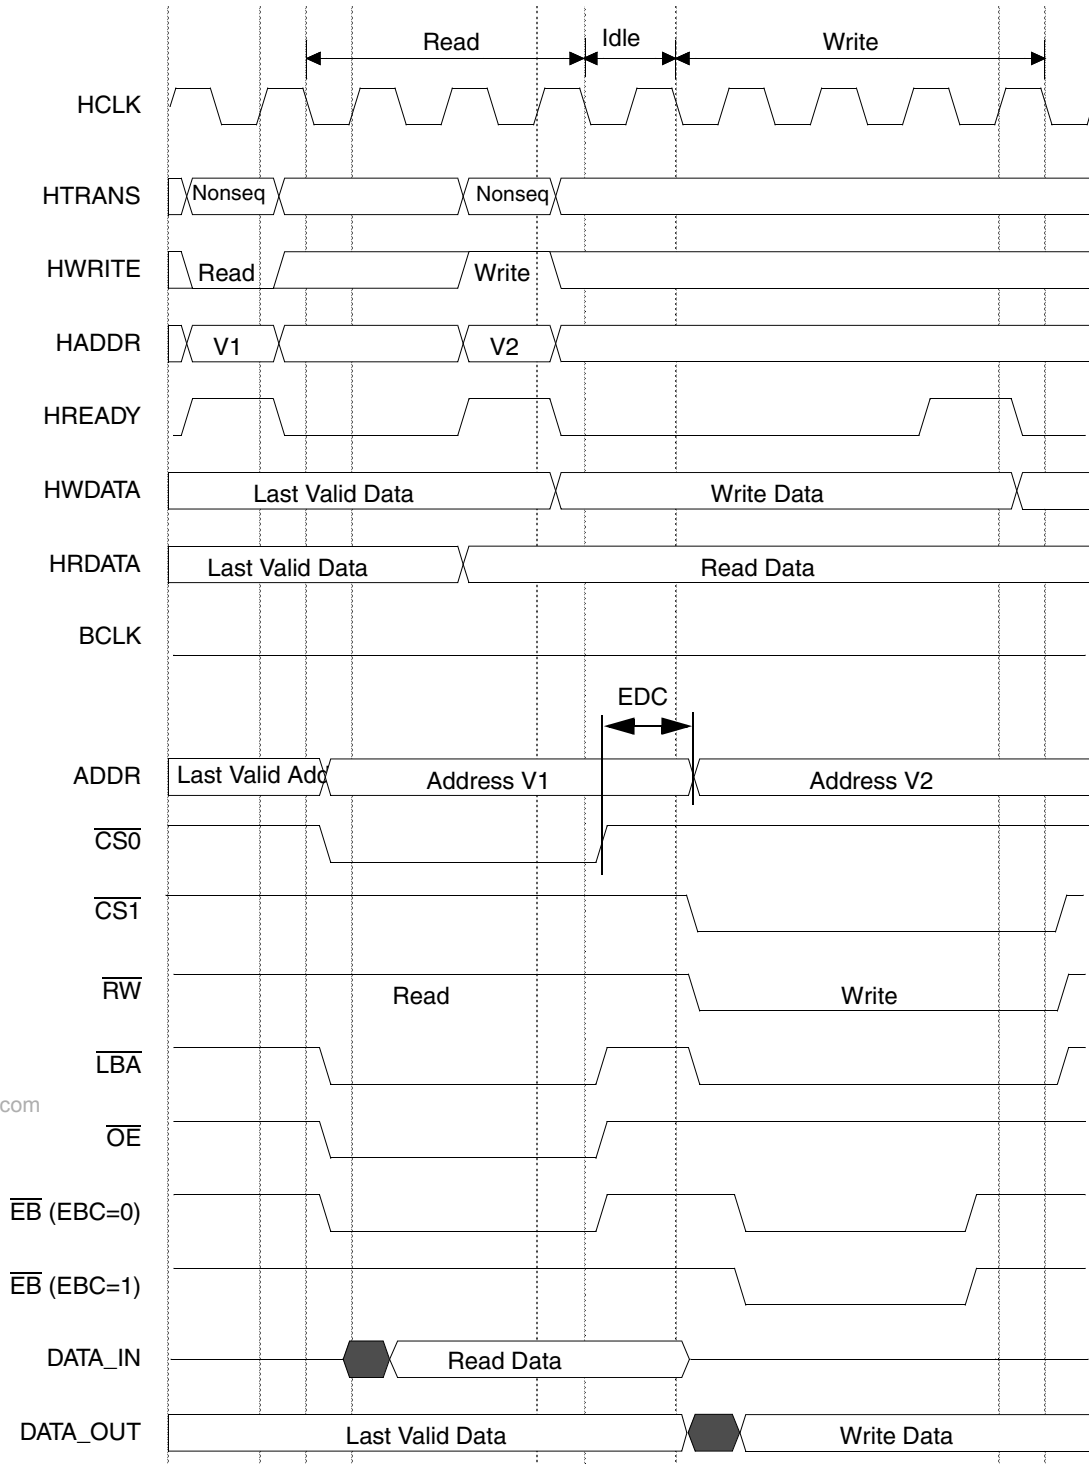 Read Idle Write
HCLK
HTRANS Nonseq Nonseq
HWRITE Read Write
HADDR V1 V2
HREADY
HWDATA Last Valid Data Write Data
HRDATA Last Valid Data Read Data
BCLK
EDC
ADDR Last Valid Add Address V1 Address V2
CS0
CS1
RW Read Write
LBA
com
OE
EB (EBC=0)
EB (EBC=1)
DATA_IN Read Data
DATA_OUT Last Valid Data Write Data